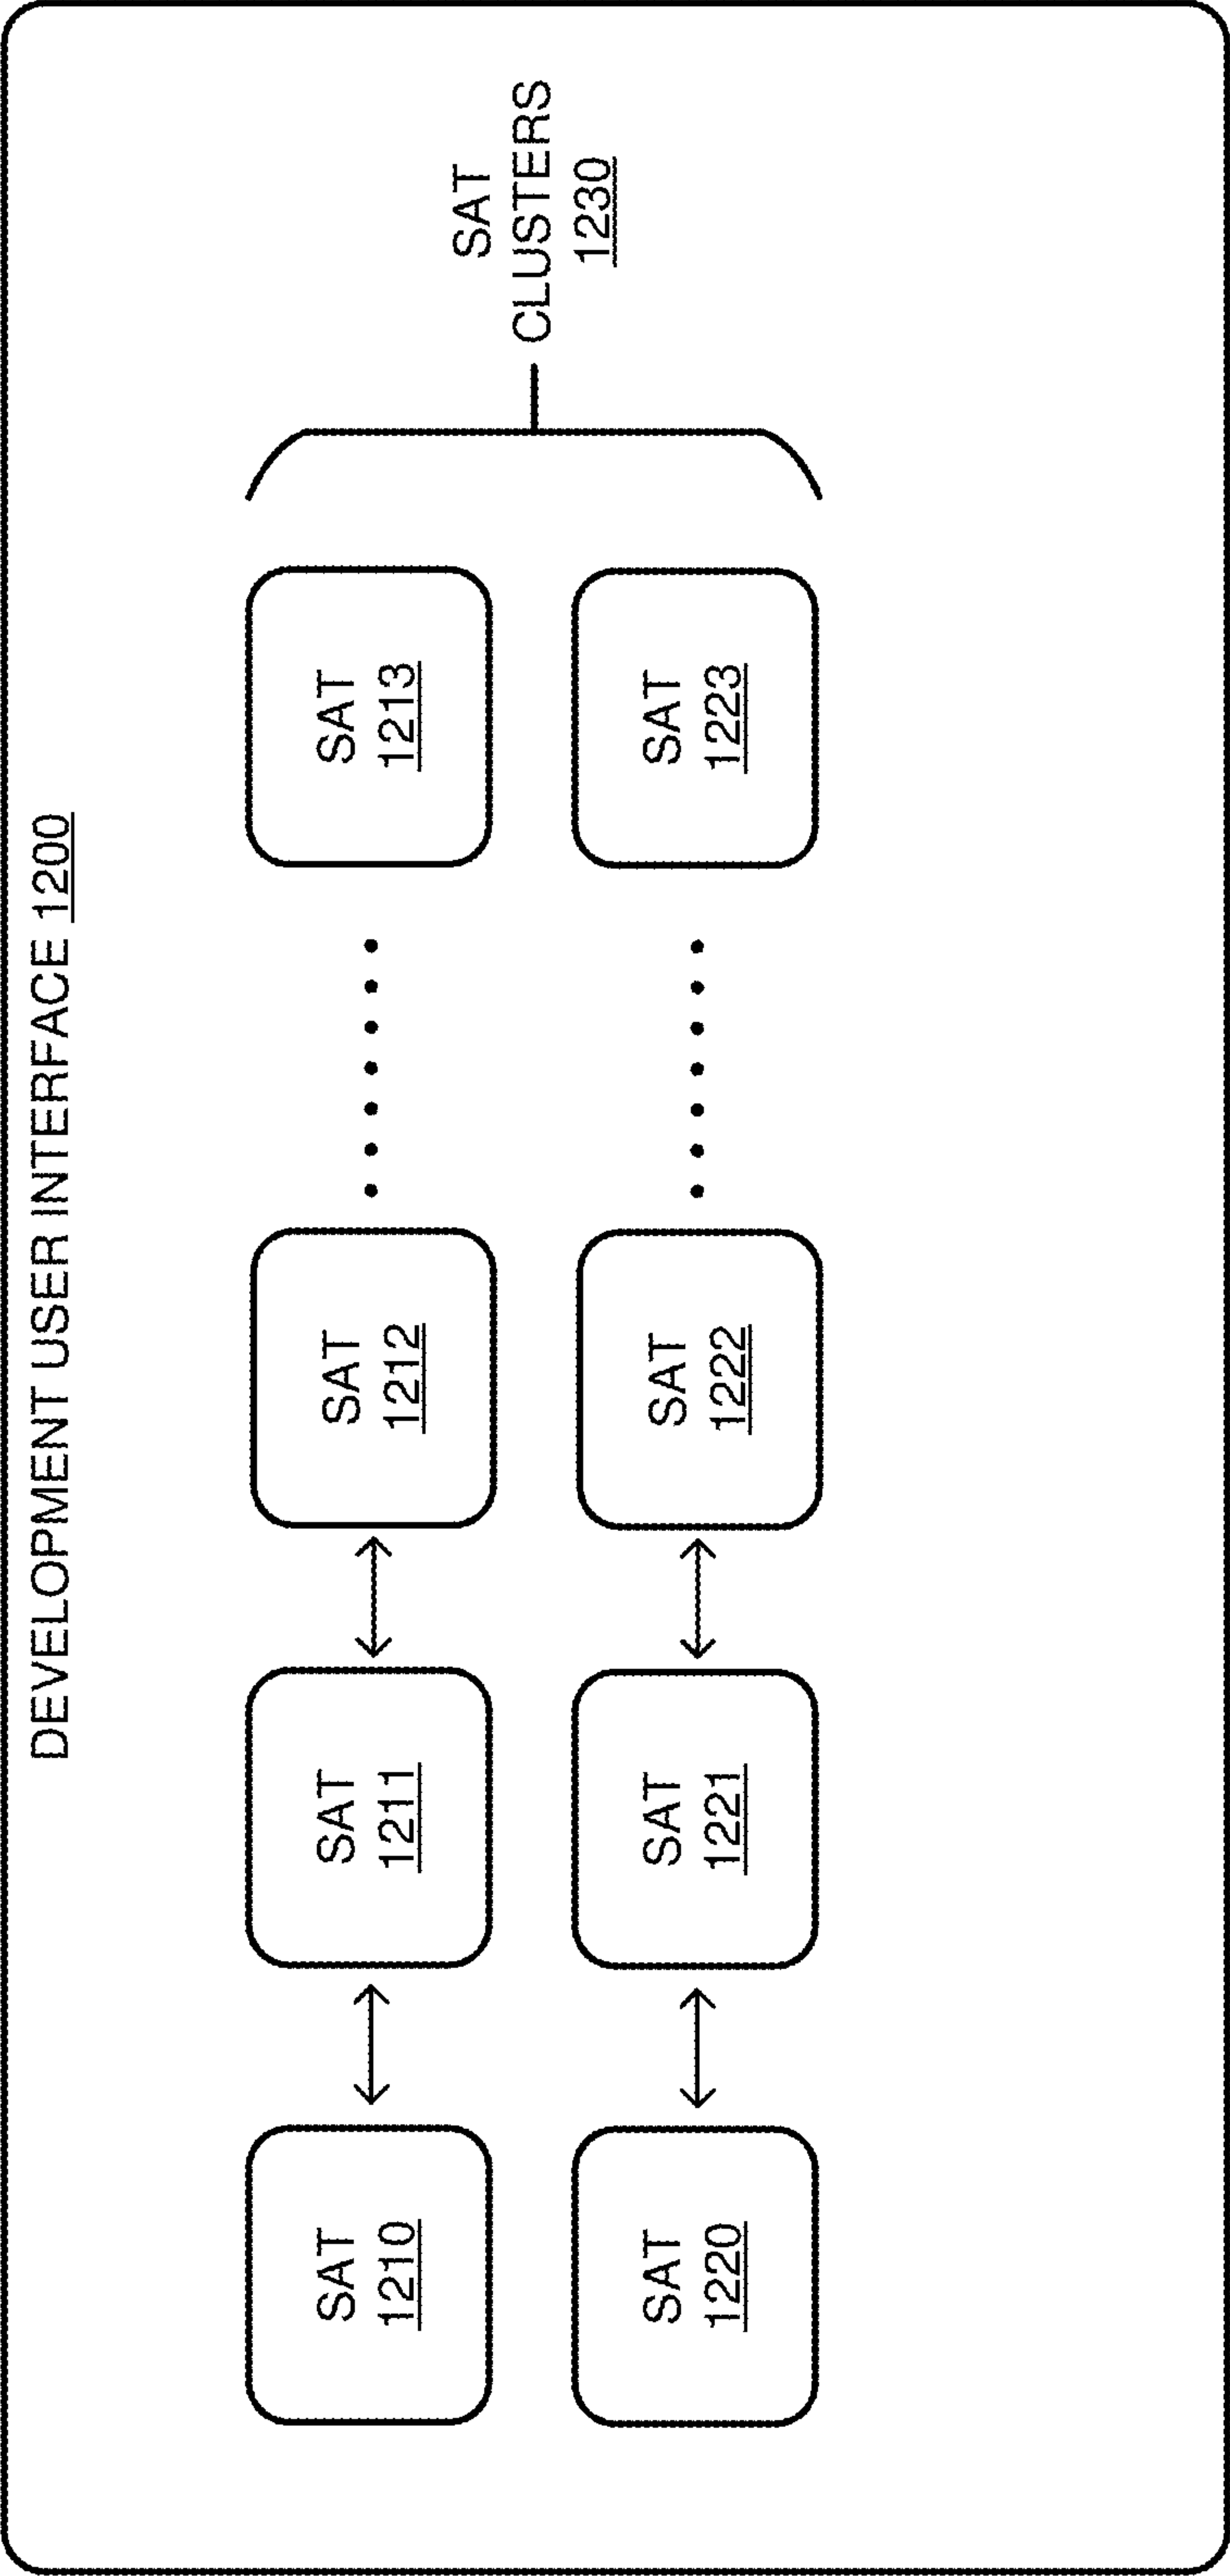 DEVELOPMENT USER INTERFACE 1200
SAT
1210
SAT
1211
SAT
1212
SAT
1213
SAT
1220
SAT
1221
SAT
1222
SAT
1223
SAT
CLUSTERS
1230